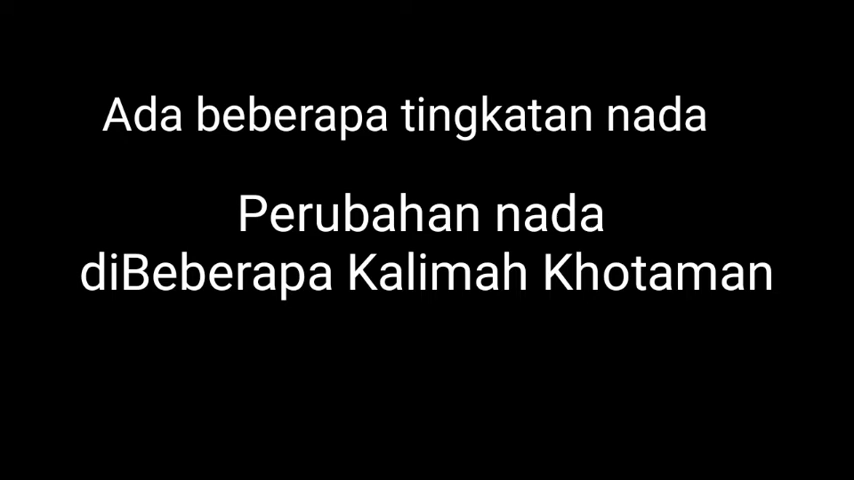 Ada beberapa tingkatan nada
Perubahan nada
diBeberapa Kalimah Khotaman